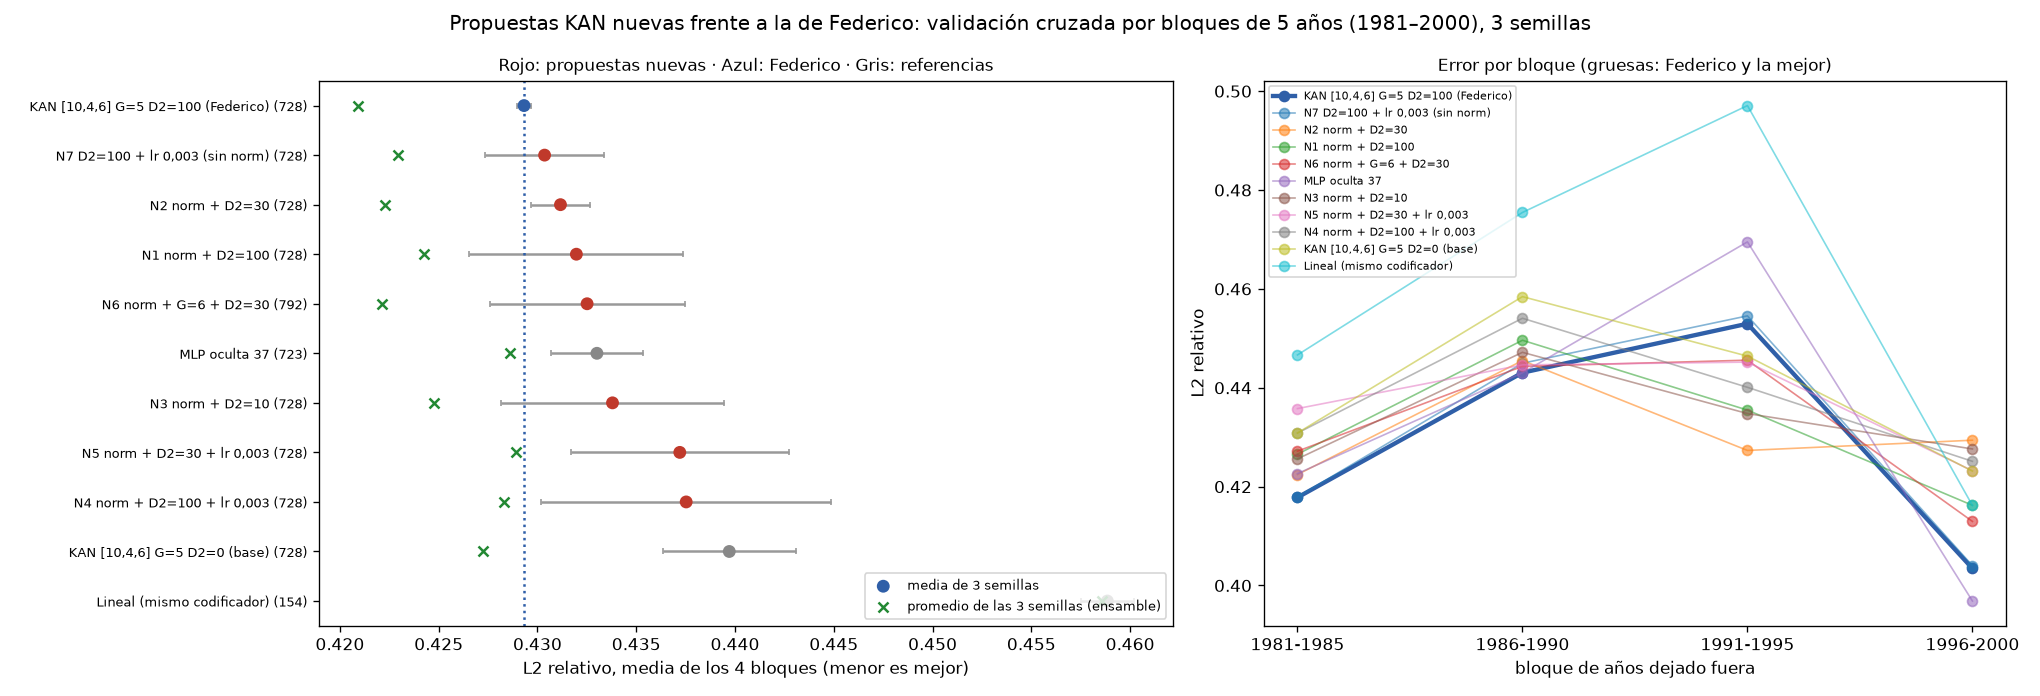 Propuestas KAN nuevas frente a la de Federico: validación cruzada por bloques de 5 años (1981–2000), 3 semillas
Rojo: propuestas nuevas · Azul: Federico · Gris: referencias
KAN [10,4,6] G=5 D2=100 (Federico) (728)
N7 D2=100 + lr 0,003 (sin norm) (728)
N2 norm + D2=30 (728)
N1 norm + D2=100 (728)
N6 norm + G=6 + D2=30 (792)
MLP oculta 37 (723)
N3 norm + D2=10 (728)
N5 norm + D2=30 + lr 0,003 (728)
N4 norm + D2=100 + lr 0,003 (728)
KAN [10,4,6] G=5 D2=0 (base) (728)
Lineal (mismo codificador) (154)
media de 3 semillas
promedio de las 3 semillas (ensamble)
0.420 0.425 0.430 0.435 0.440 0.445 0.450 0.455 0.460
L2 relativo, media de los 4 bloques (menor es mejor)
Error por bloque (gruesas: Federico y la mejor)
KAN [10,4,6] G=5 D2=100 (Federico)
N7 D2=100 + lr 0,003 (sin norm)
N2 norm + D2=30
N1 norm + D2=100
N6 norm + G=6 + D2=30
MLP oculta 37
N3 norm + D2=10
N5 norm + D2=30 + lr 0,003
N4 norm + D2=100 + lr 0,003
KAN [10,4,6] G=5 D2=0 (base)
Lineal (mismo codificador)
L2 relativo
0.50
0.48
0.46
0.44
0.42
0.40
1981-1985 1986-1990 1991-1995 1996-2000
bloque de años dejado fuera